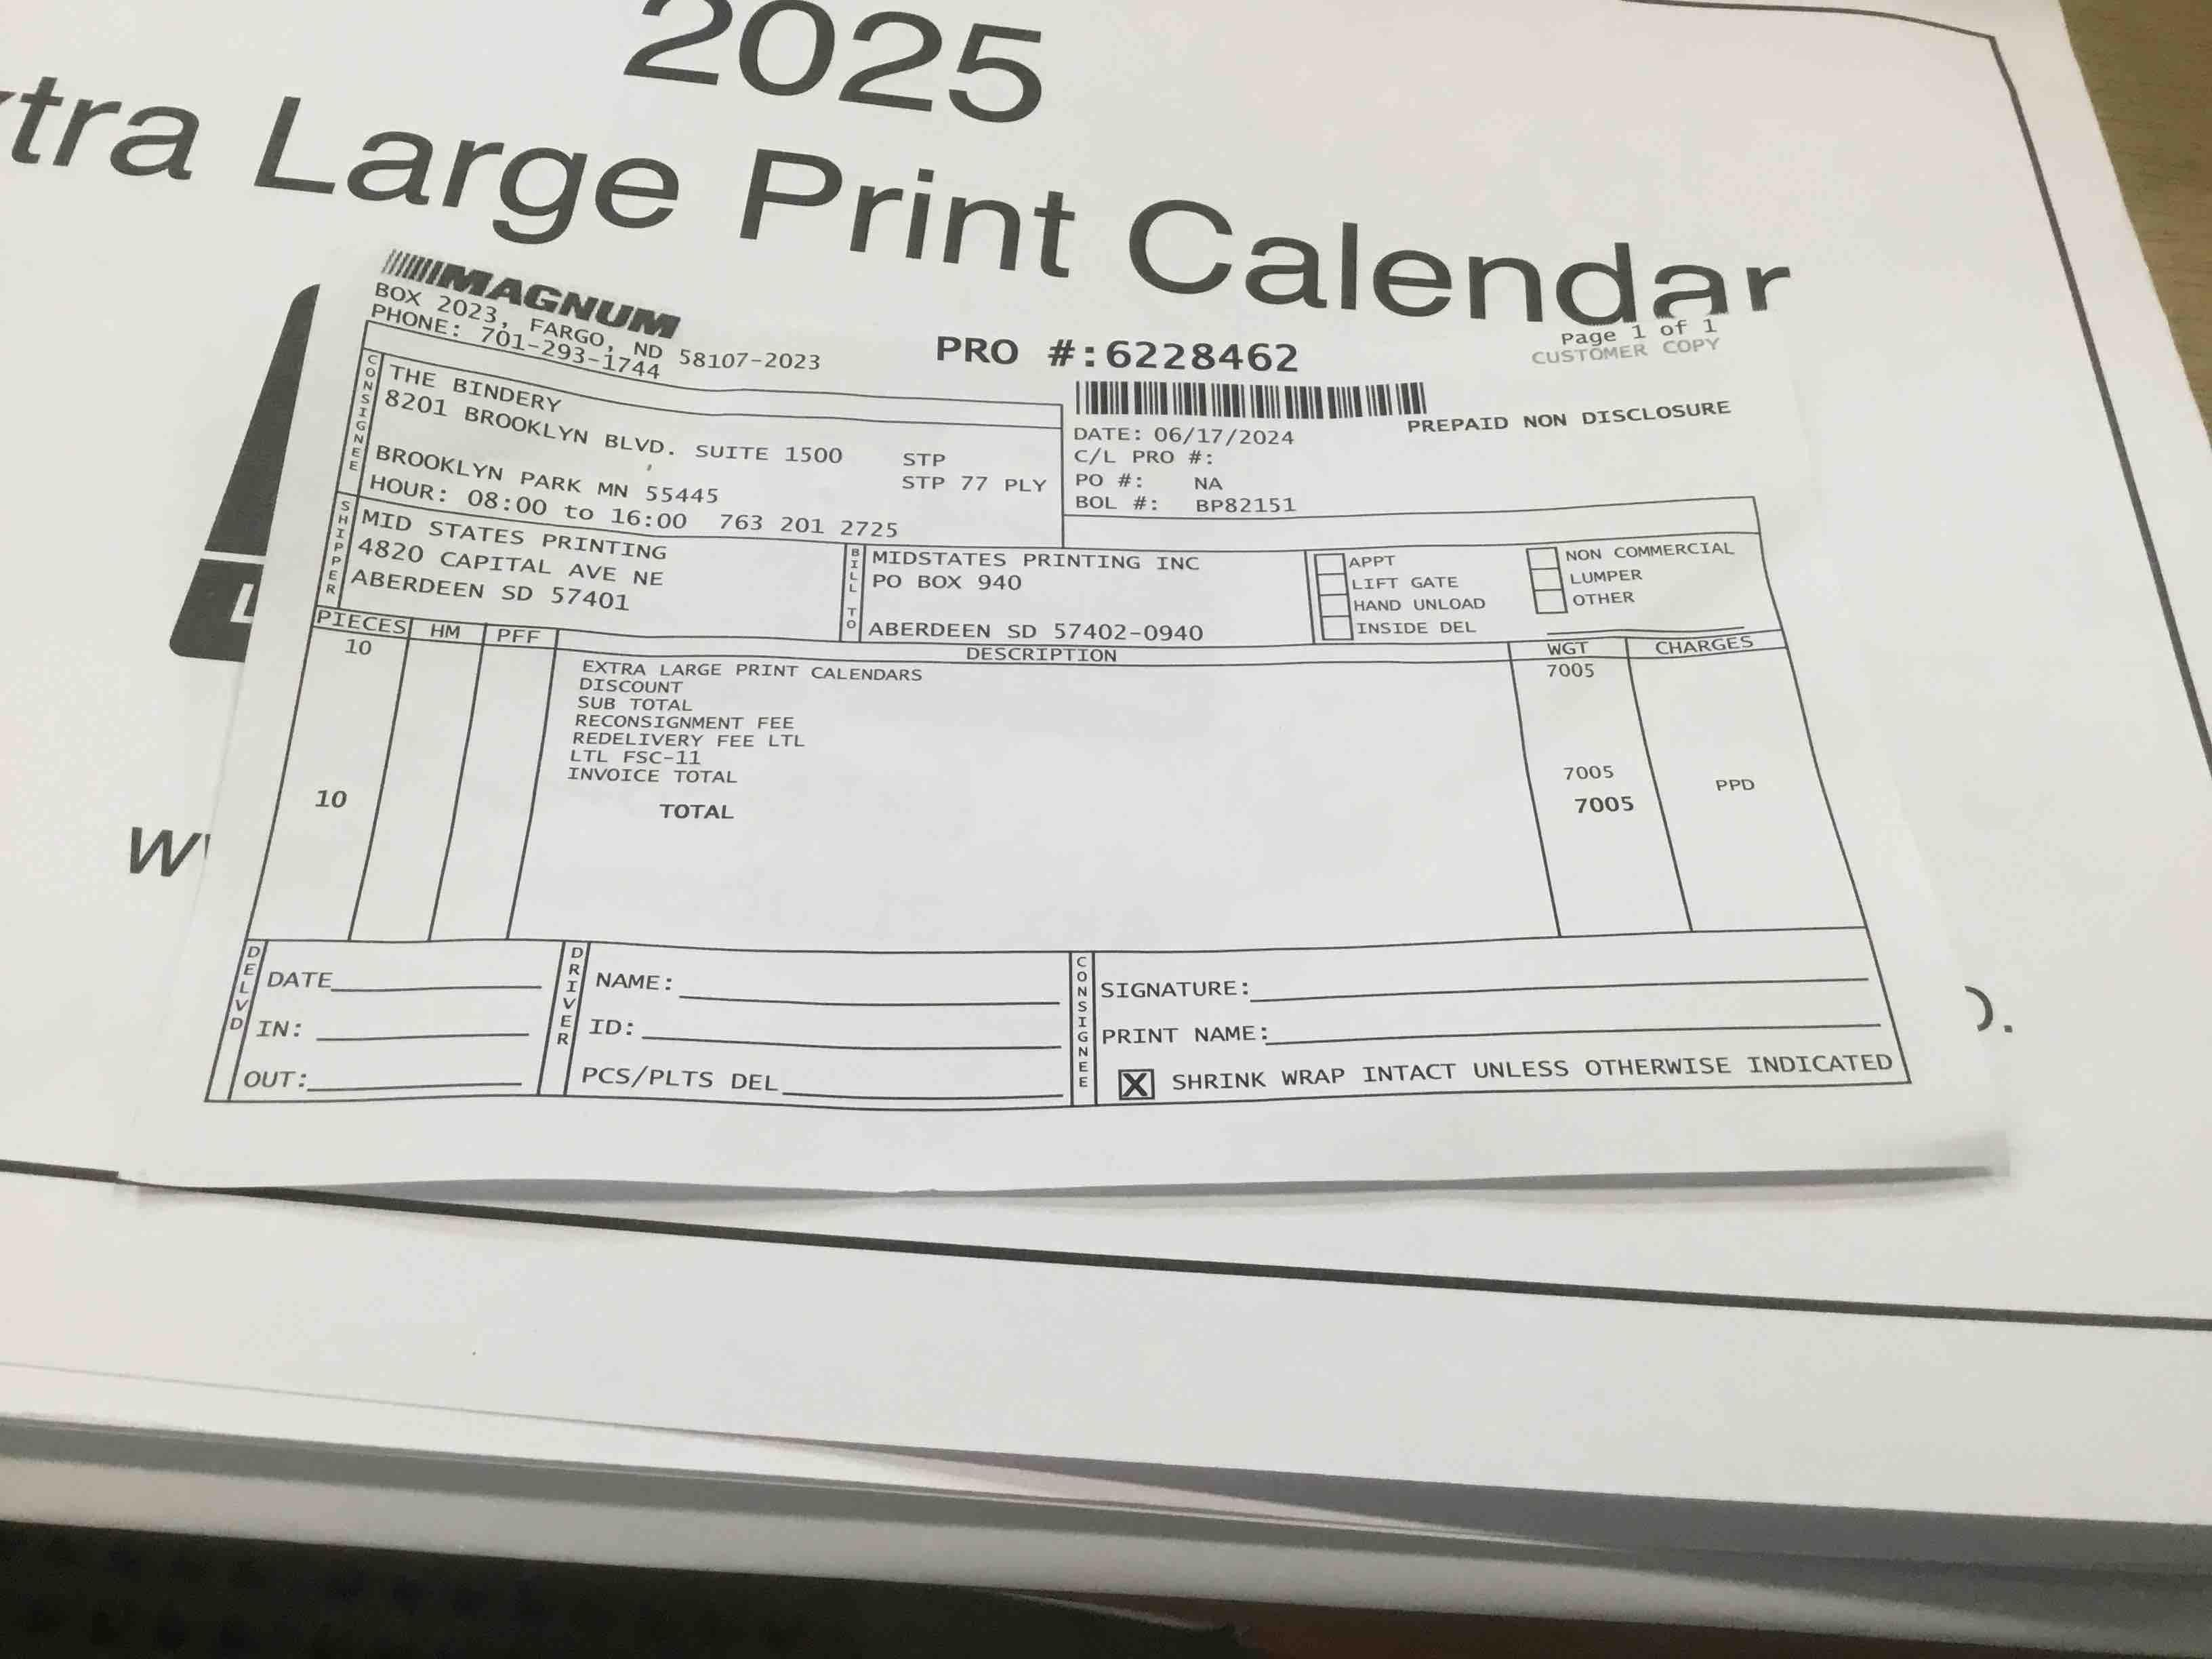 2025
tra Large Print Calendar
MAGNUM
BOX 2023, FARGO, ND 58107-2023
PHONE: 701-293-1744
PRO #:6228462
Page 1 of 1
CUSTOMER COPY
PREPAID NON DISCLOSURE
CONSIGNEE
THE BINDERY
8201 BROOKLYN BLVD. SUITE 1500 STP
STP 77 PLY
BROOKLYN PARK MN 55445
HOUR: 08:00 to 16:00 763 201 2725
DATE: 06/17/2024
C/L PRO #:
PO #: NA
BOL #: BP82151
SHIPPER
MID STATES PRINTING
4820 CAPITAL AVE NE
ABERDEEN SD 57401
BILL TO
MIDSTATES PRINTING INC
PO BOX 940
ABERDEEN SD 57402-0940
APPT
LIFT GATE
HAND UNLOAD
INSIDE DEL
NON COMMERCIAL
LUMPER
OTHER
PIECES HM PFF DESCRIPTION WGT CHARGES
10 EXTRA LARGE PRINT CALENDARS 7005
DISCOUNT
SUB TOTAL
RECONSIGNMENT FEE
REDELIVERY FEE LTL
LTL FSC-11
INVOICE TOTAL 7005 PPD
10 TOTAL 7005
DELVD
DATE
IN:
OUT:
DRIVER
NAME:
ID:
PCS/PLTS DEL
CONSIGNEE
SIGNATURE:
PRINT NAME:
X SHRINK WRAP INTACT UNLESS OTHERWISE INDICATED